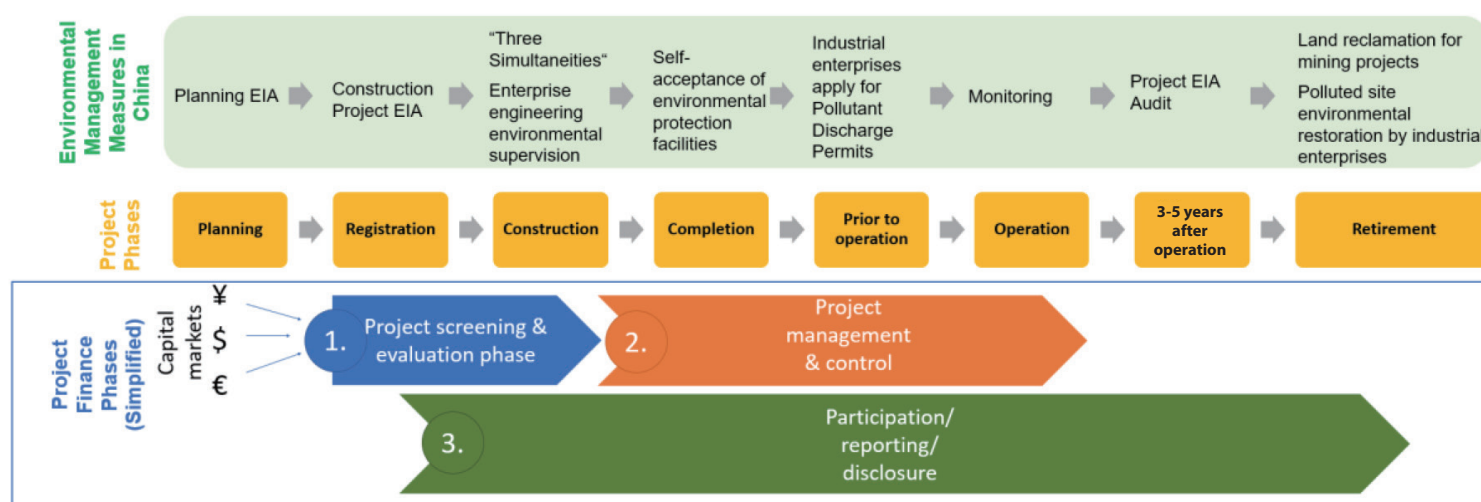 Environmental
Management
Measures in
China
Planning EIA
Construction
Project EIA
“Three
Simultaneities“
Enterprise
engineering
environmental
supervision
Self-
acceptance of
environmental
protection
facilities
Industrial
enterprises
apply for
Pollutant
Discharge
Permits
Monitoring
Project EIA
Audit
Land reclamation for
mining projects
Polluted site
environmental
restoration by industrial
enterprises
Project
Phases
Planning
Registration
Construction
Completion
Prior to
operation
Operation
3-5 years
after
operation
Retirement
Project
Finance
Phases
(Simplified)
Capital
markets
¥
$
€
1.
Project screening &
evaluation phase
2.
Project
management
& control
3.
Participation/
reporting/
disclosure